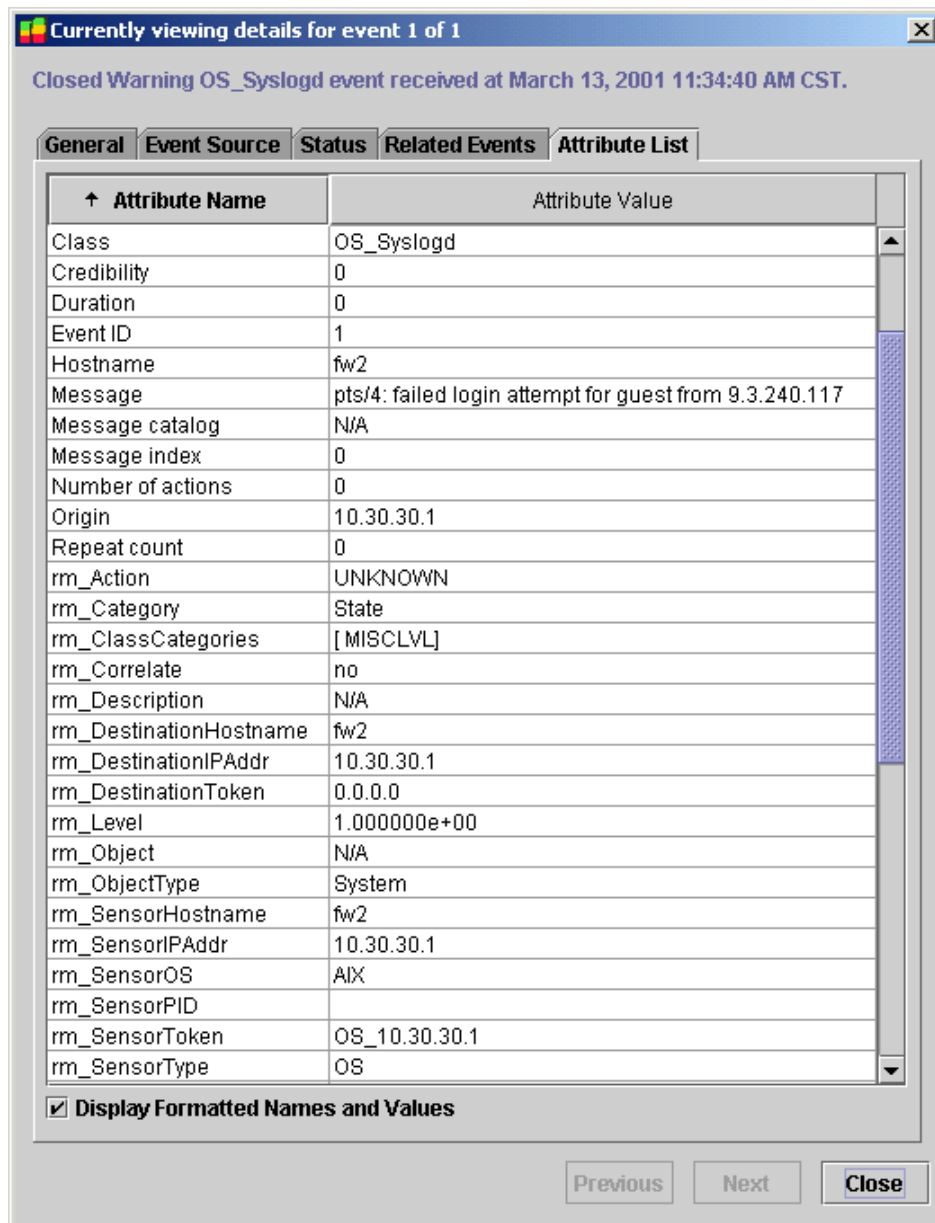 Currently viewing details for event 1 of 1
Closed Warning OS_Syslogd event received at March 13, 2001 11:34:40 AM CST.
General Event Source Status Related Events Attribute List
Attribute Name Attribute Value
Class OS_Syslogd
Credibility 0
Duration 0
Event ID 1
Hostname fw2
Message pts/4: failed login attempt for guest from 9.3.240.117
Message catalog N/A
Message index 0
Number of actions 0
Origin 10.30.30.1
Repeat count 0
rm_Action UNKNOWN
rm_Category State
rm_ClassCategories [ MISCLVL]
rm_Correlate no
rm_Description N/A
rm_DestinationHostname fw2
rm_DestinationIPAddr 10.30.30.1
rm_DestinationToken 0.0.0.0
rm_Level 1.000000e+00
rm_Object N/A
rm_ObjectType System
rm_SensorHostname fw2
rm_SensorIPAddr 10.30.30.1
rm_SensorOS AIX
rm_SensorPID
rm_SensorToken OS_10.30.30.1
rm_SensorType OS
Display Formatted Names and Values
Previous Next Close